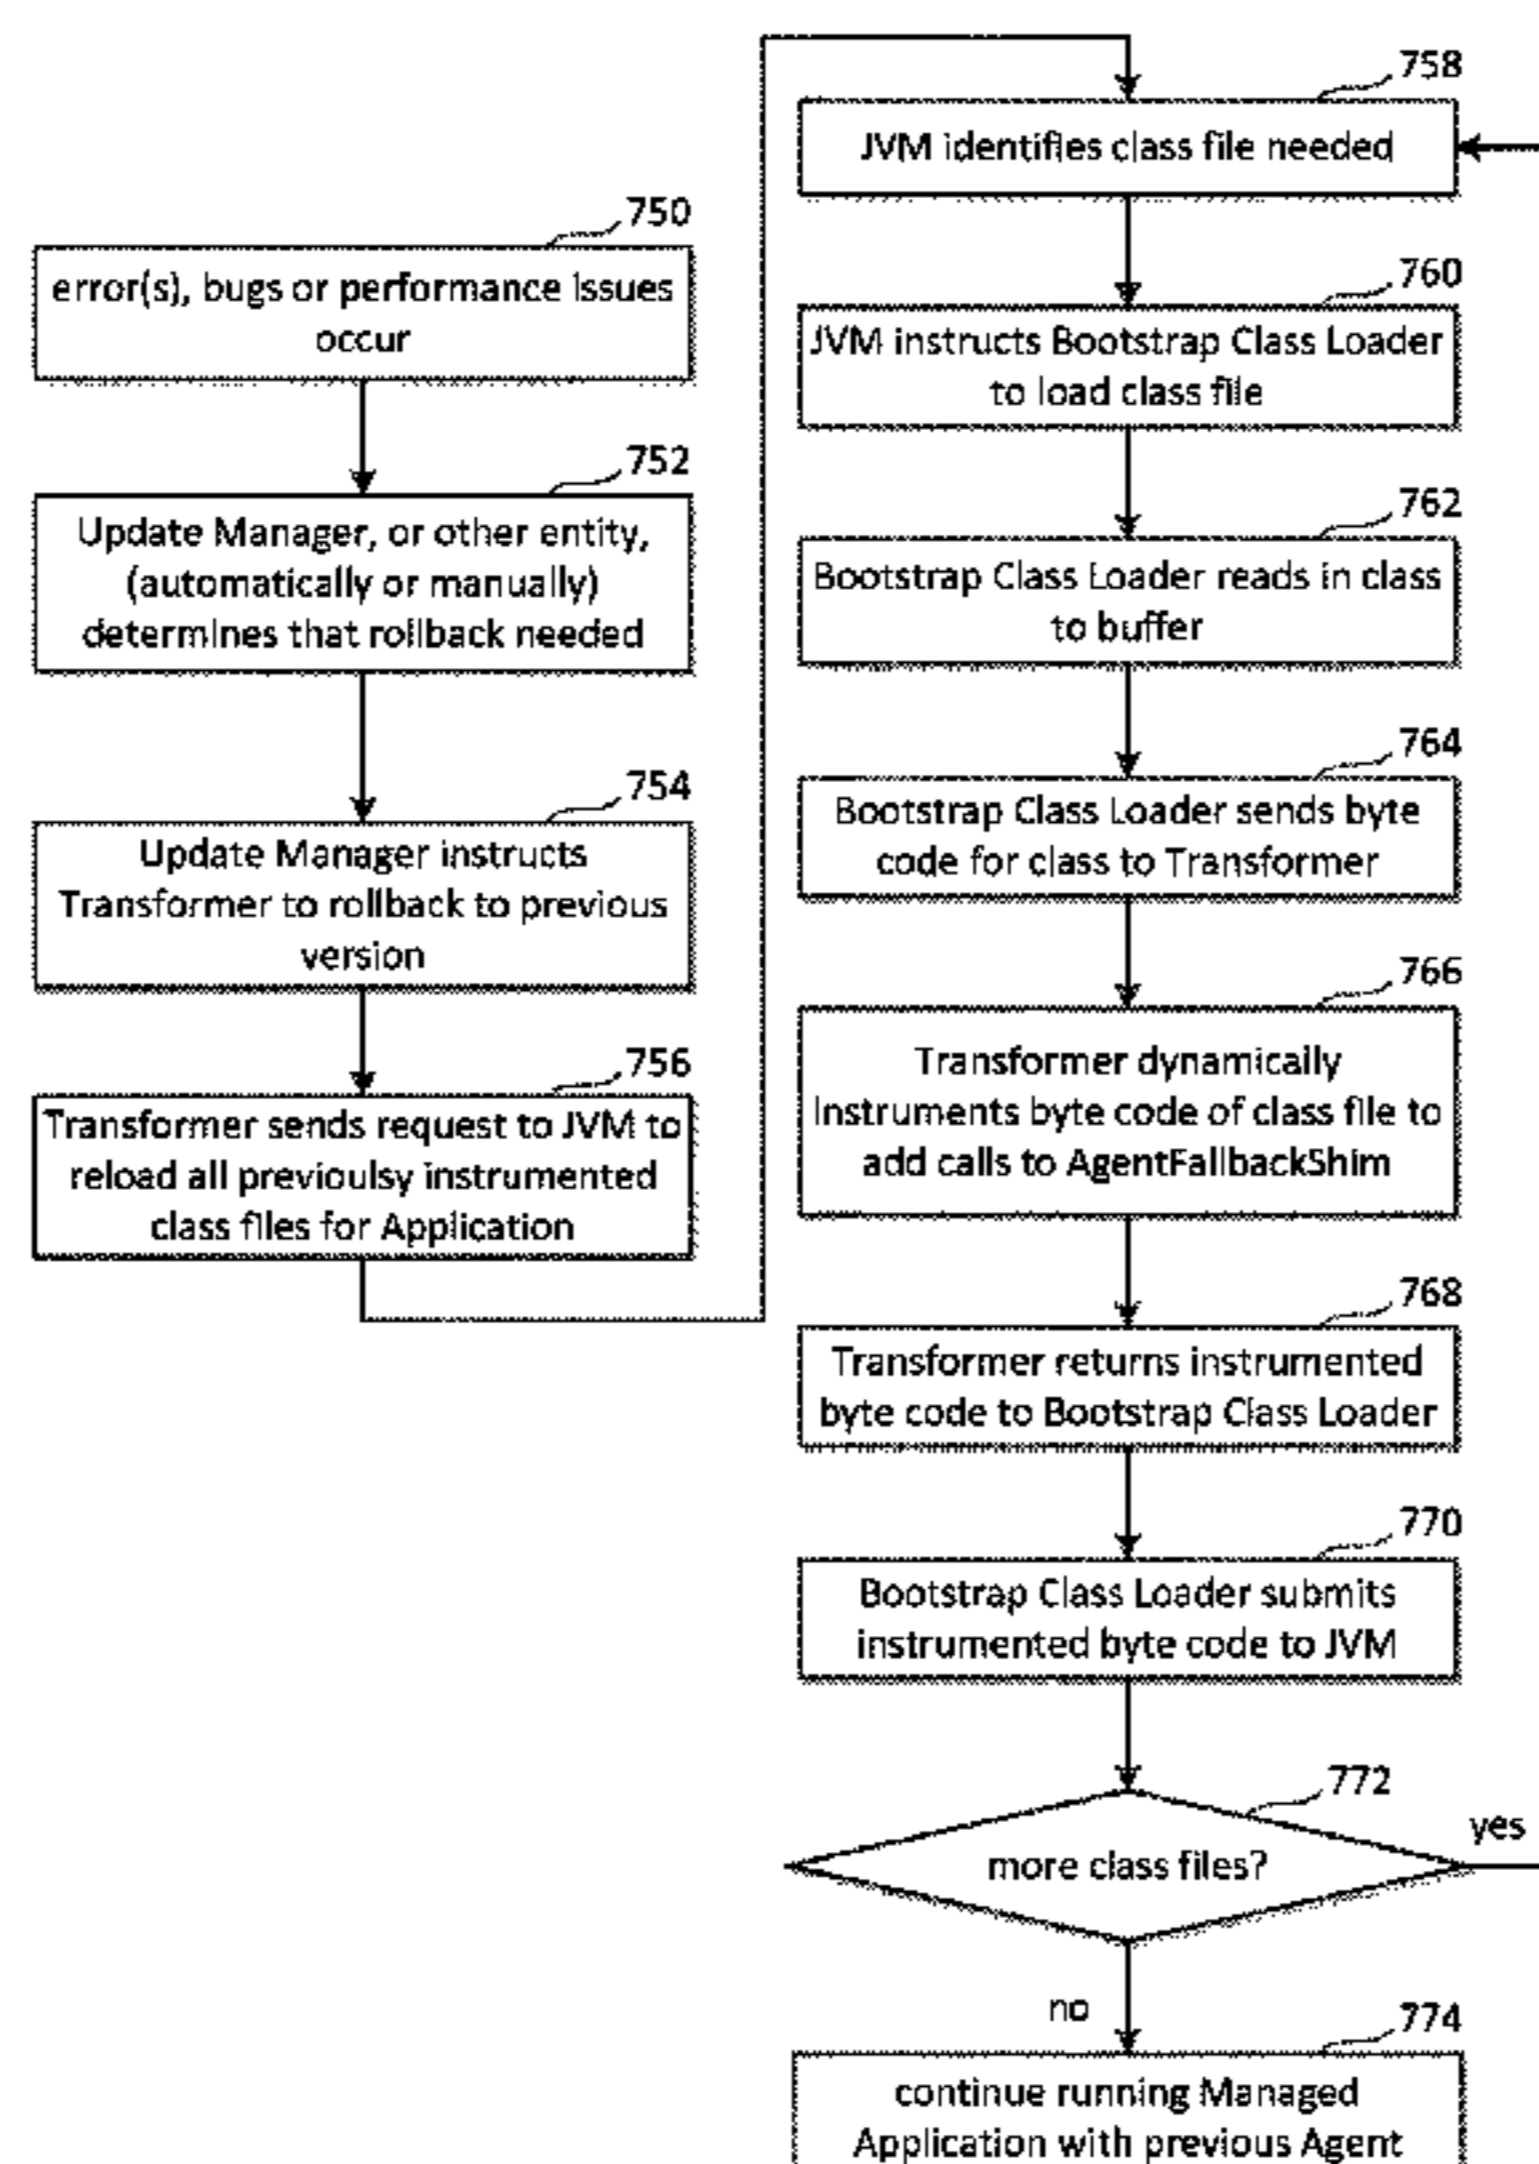 750
error(s), bugs or performance issues
occur
752
Update Manager, or other entity,
(automatically or manually)
determines that rollback needed
754
Update Manager instructs
Transformer to rollback to previous
version
756
Transformer sends request to JVM to
reload all previoulsy instrumented
class files for Application
758
JVM identifies class file needed
760
JVM instructs Bootstrap Class Loader
to load class file
762
Bootstrap Class Loader reads in class
to buffer
764
Bootstrap Class Loader sends byte
code for class to Transformer
766
Transformer dynamically
Instruments byte code of class file to
add calls to AgentFallbackShim
768
Transformer returns instrumented
byte code to Bootstrap Class Loader
770
Bootstrap Class Loader submits
instrumented byte code to JVM
772
more class files?
yes
no
774
continue running Managed
Application with previous Agent